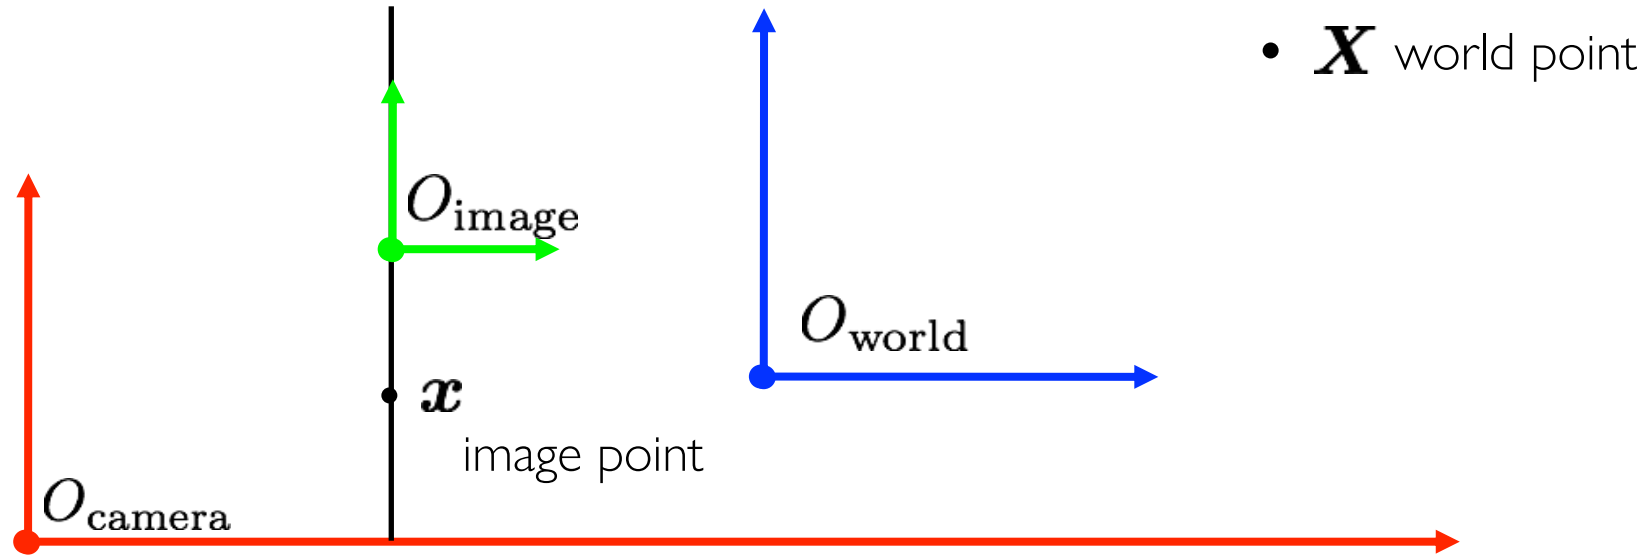 X world point
O_image
O_world
x
image point
O_camera